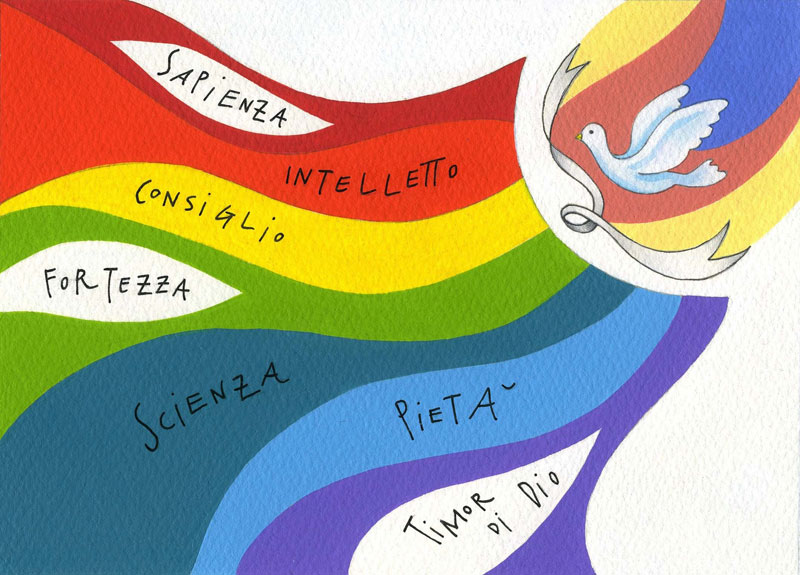 SAPIENZA
INTELLETTO
CONSIGLIO
FORTEZZA
SCIENZA
PIETÀ
TIMOR
DI DIO